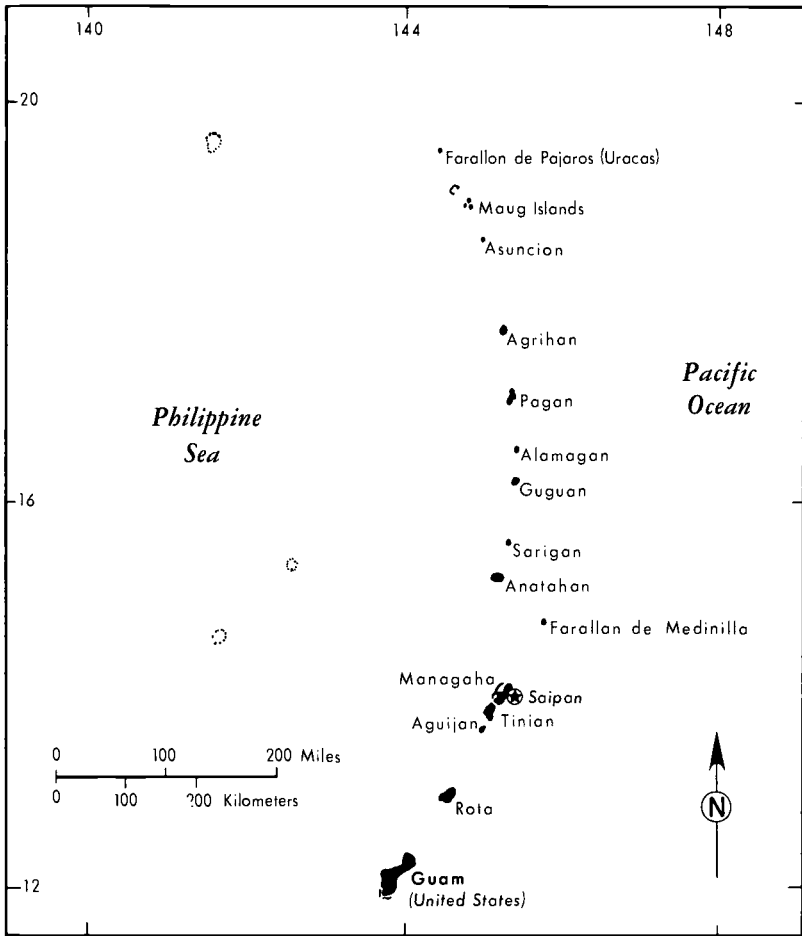 140
144
148
20
Farallon de Pajaros (Uracas)
Maug Islands
Asuncion
Agrihan
Pacific
Ocean
Pagan
Philippine
Sea
Alamagan
16
Guguan
Sarigan
Anatahan
Farallan de Medinilla
Managaha
Saipan
Aguijan
Tinian
0 100 200 Miles
0 100 200 Kilometers
Rota
N
12
Guam
(United States)